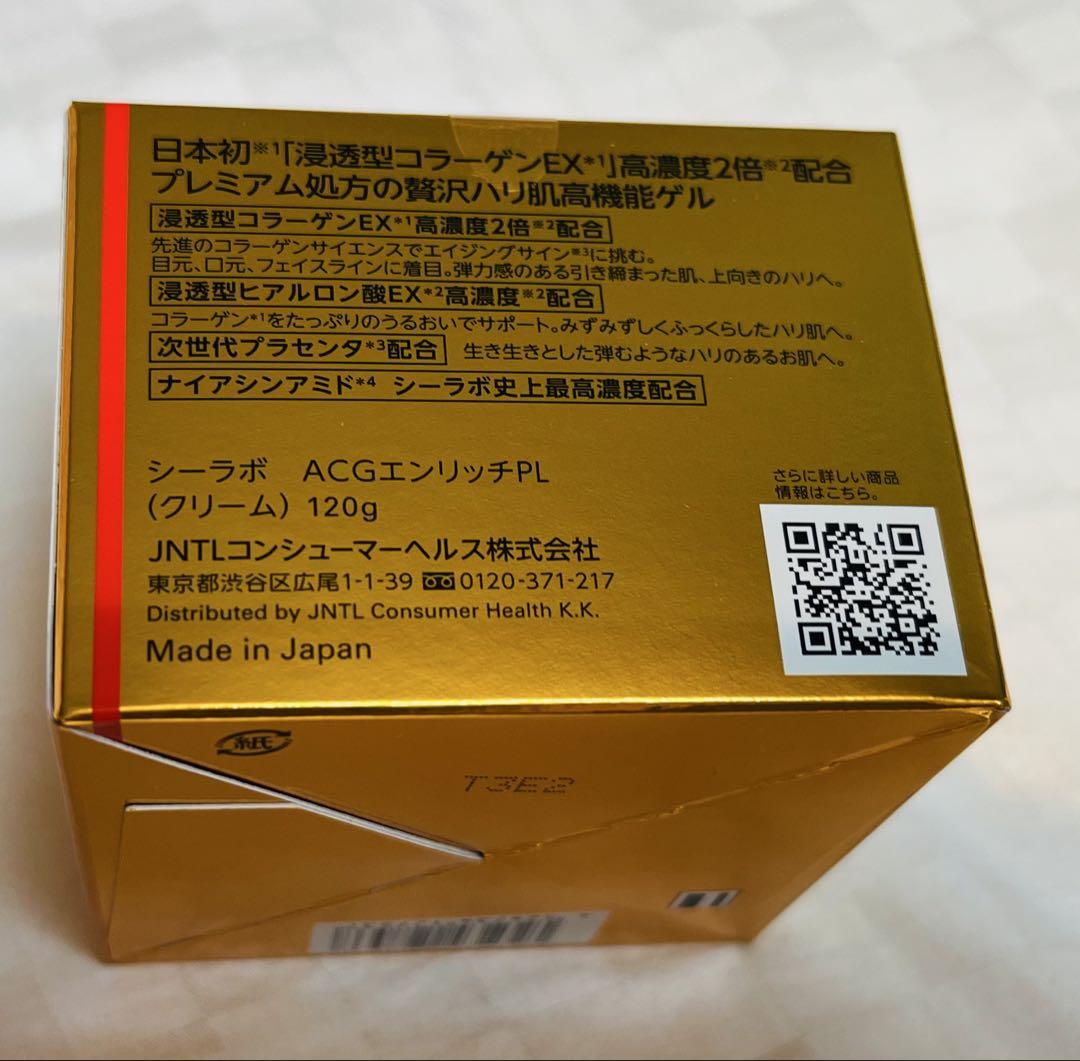 日本初※1「浸透型コラーゲンEX*1」高濃度2倍※2配合
プレミアム処方の贅沢ハリ肌高機能ゲル
浸透型コラーゲンEX*1高濃度2倍※2配合
先進のコラーゲンサイエンスでエイジングサイン※3に挑む。
目元、口元、フェイスラインに着目。弾力感のある引き締まった肌、上向きのハリへ。
浸透型ヒアルロン酸EX*2高濃度※2配合
コラーゲン*1をたっぷりのうるおいでサポート。みずみずしくふっくらしたハリ肌へ。
次世代プラセンタ*3配合 生き生きとした弾むようなハリのあるお肌へ。
ナイアシンアミド*4 シーラボ史上最高濃度配合
シーラボ ACGエンリッチPL
(クリーム) 120g
さらに詳しい商品
情報はこちら。
JNTLコンシューマーヘルス株式会社
東京都渋谷区広尾1-1-39 0120-371-217
Distributed by JNTL Consumer Health K.K.
Made in Japan
紙
T3E2